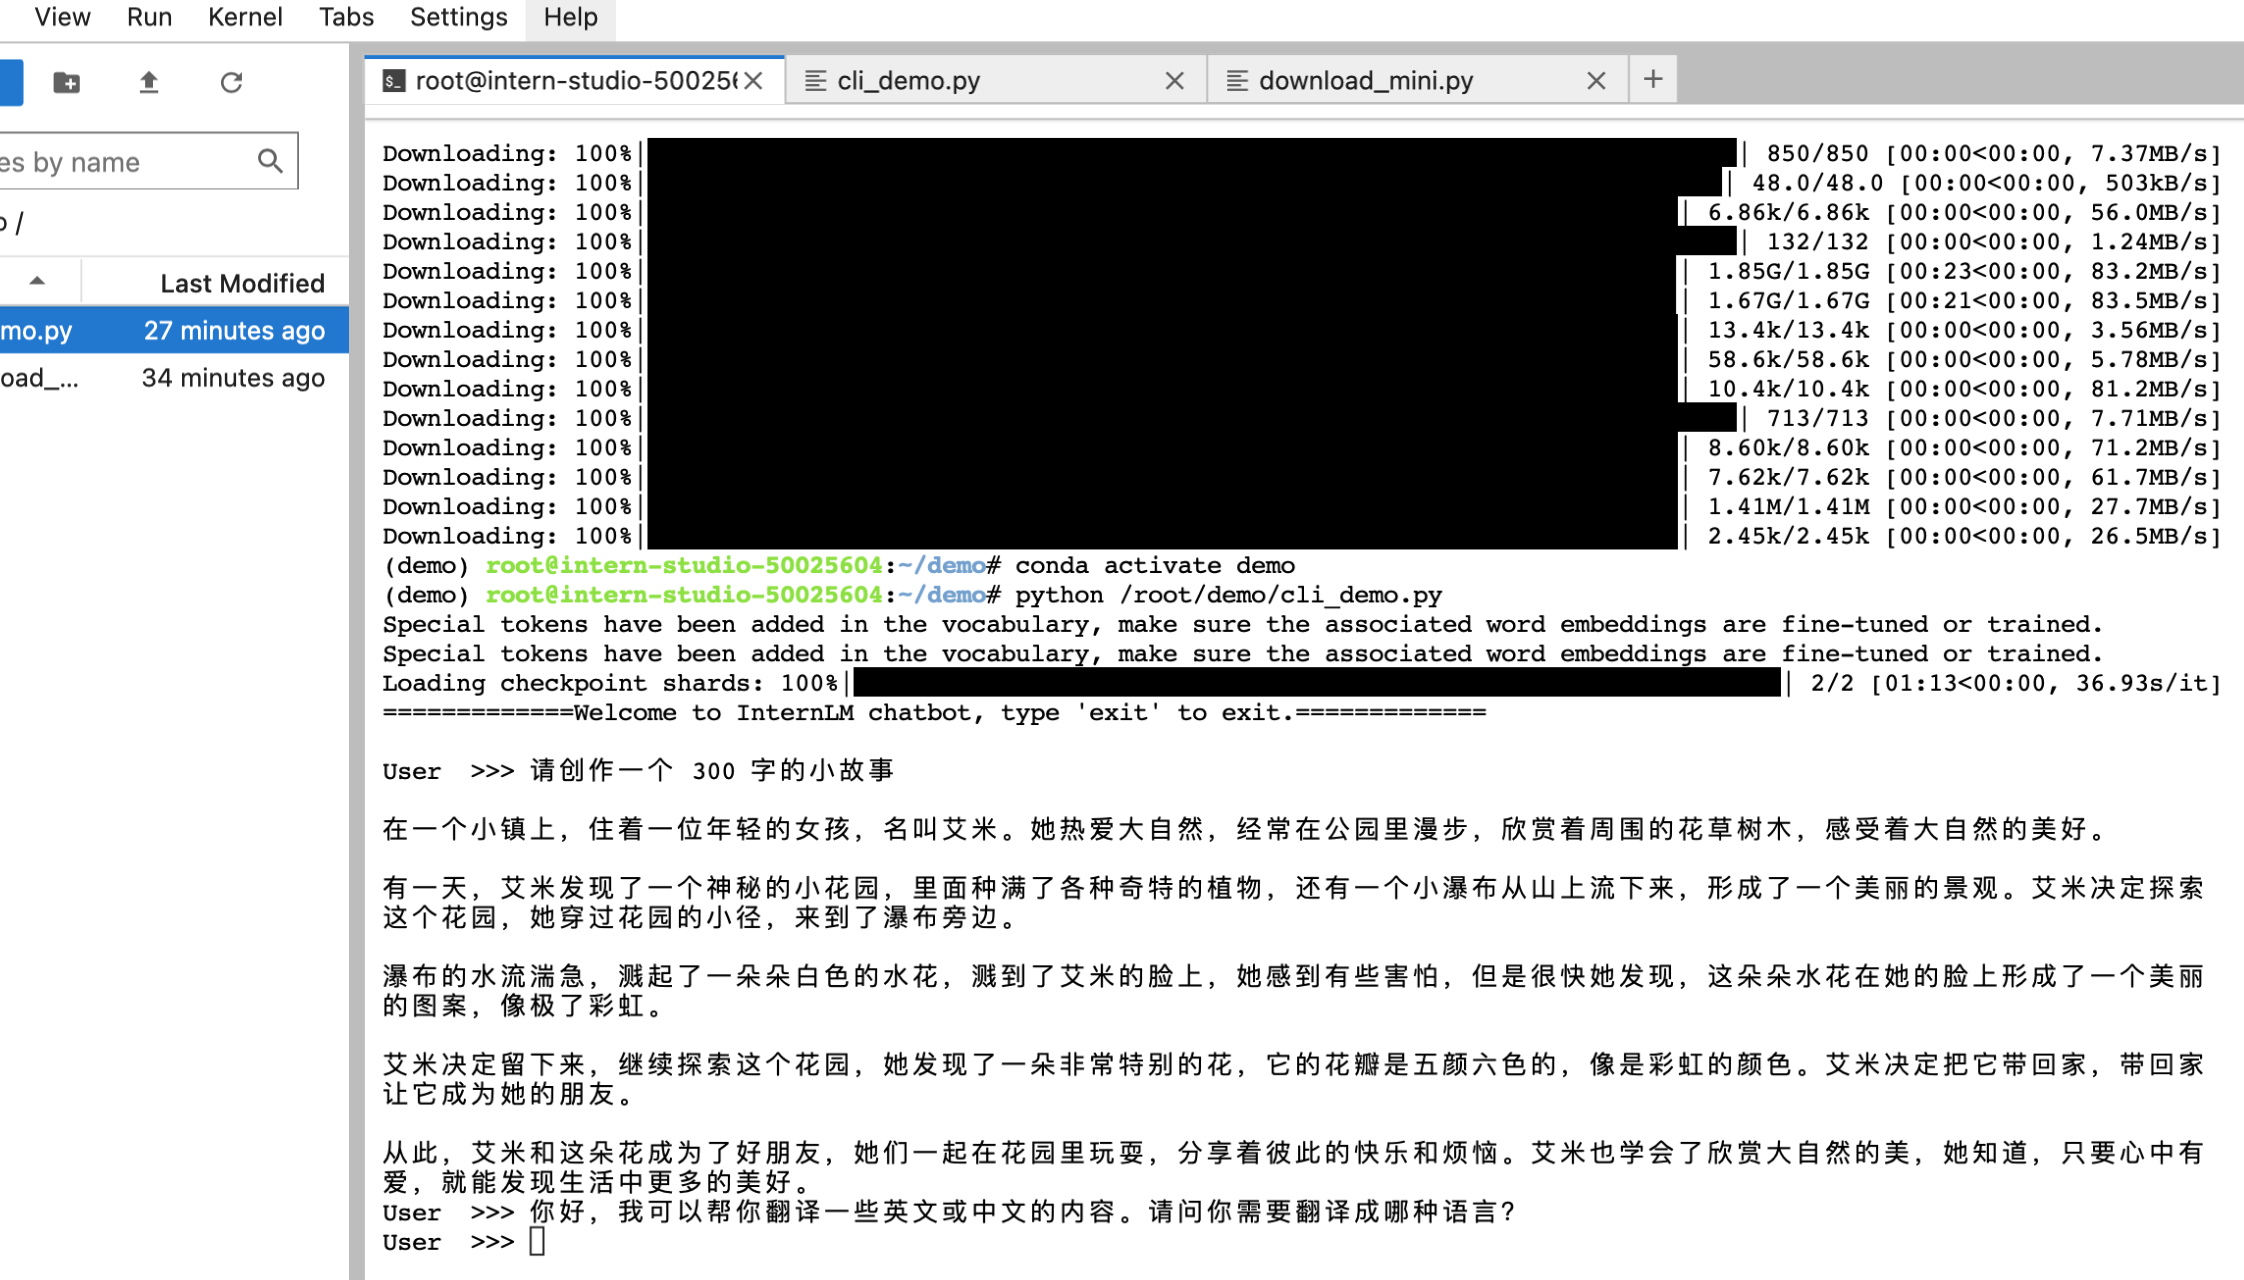 View Run Kernel Tabs Settings Help
root@intern-studio-50025 cli_demo.py download_mini.py
es by name
/
Last Modified
mo.py 27 minutes ago
oad_... 34 minutes ago
Downloading: 100%| | 850/850 [00:00<00:00, 7.37MB/s]
Downloading: 100%| | 48.0/48.0 [00:00<00:00, 503kB/s]
Downloading: 100%| | 6.86k/6.86k [00:00<00:00, 56.0MB/s]
Downloading: 100%| | 132/132 [00:00<00:00, 1.24MB/s]
Downloading: 100%| | 1.85G/1.85G [00:23<00:00, 83.2MB/s]
Downloading: 100%| | 1.67G/1.67G [00:21<00:00, 83.5MB/s]
Downloading: 100%| | 13.4k/13.4k [00:00<00:00, 3.56MB/s]
Downloading: 100%| | 58.6k/58.6k [00:00<00:00, 5.78MB/s]
Downloading: 100%| | 10.4k/10.4k [00:00<00:00, 81.2MB/s]
Downloading: 100%| | 713/713 [00:00<00:00, 7.71MB/s]
Downloading: 100%| | 8.60k/8.60k [00:00<00:00, 71.2MB/s]
Downloading: 100%| | 7.62k/7.62k [00:00<00:00, 61.7MB/s]
Downloading: 100%| | 1.41M/1.41M [00:00<00:00, 27.7MB/s]
Downloading: 100%| | 2.45k/2.45k [00:00<00:00, 26.5MB/s]
(demo) root@intern-studio-50025604:~/demo# conda activate demo
(demo) root@intern-studio-50025604:~/demo# python /root/demo/cli_demo.py
Special tokens have been added in the vocabulary, make sure the associated word embeddings are fine-tuned or trained.
Special tokens have been added in the vocabulary, make sure the associated word embeddings are fine-tuned or trained.
Loading checkpoint shards: 100%| | 2/2 [01:13<00:00, 36.93s/it]
=============Welcome to InternLM chatbot, type 'exit' to exit.=============
User >>> 请创作一个 300 字的小故事
在一个小镇上，住着一位年轻的女孩，名叫艾米。她热爱大自然，经常在公园里漫步，欣赏着周围的花草树木，感受着大自然的美好。
有一天，艾米发现了一个神秘的小花园，里面种满了各种奇特的植物，还有一个小瀑布从山上流下来，形成了一个美丽的景观。艾米决定探索
这个花园，她穿过花园的小径，来到了瀑布旁边。
瀑布的水流湍急，溅起了一朵朵白色的水花，溅到了艾米的脸上，她感到有些害怕，但是很快她发现，这朵朵水花在她的脸上形成了一个美丽
的图案，像极了彩虹。
艾米决定留下来，继续探索这个花园，她发现了一朵非常特别的花，它的花瓣是五颜六色的，像是彩虹的颜色。艾米决定把它带回家，带回家
让它成为她的朋友。
从此，艾米和这朵花成为了好朋友，她们一起在花园里玩耍，分享着彼此的快乐和烦恼。艾米也学会了欣赏大自然的美，她知道，只要心中有
爱，就能发现生活中更多的美好。
User >>> 你好，我可以帮你翻译一些英文或中文的内容。请问你需要翻译成哪种语言？
User >>>